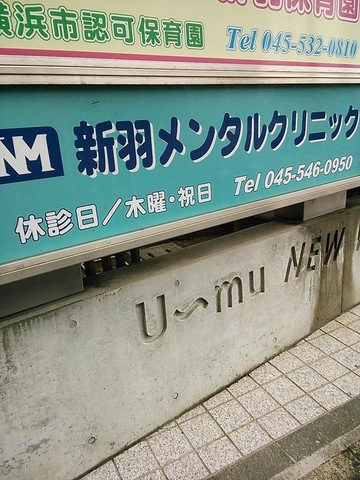 横浜市認可保育園
Tel 045-532-0810
NM 新羽メンタルクリニック
休診日/木曜・祝日 Tel 045-546-0950
U~mu NEW